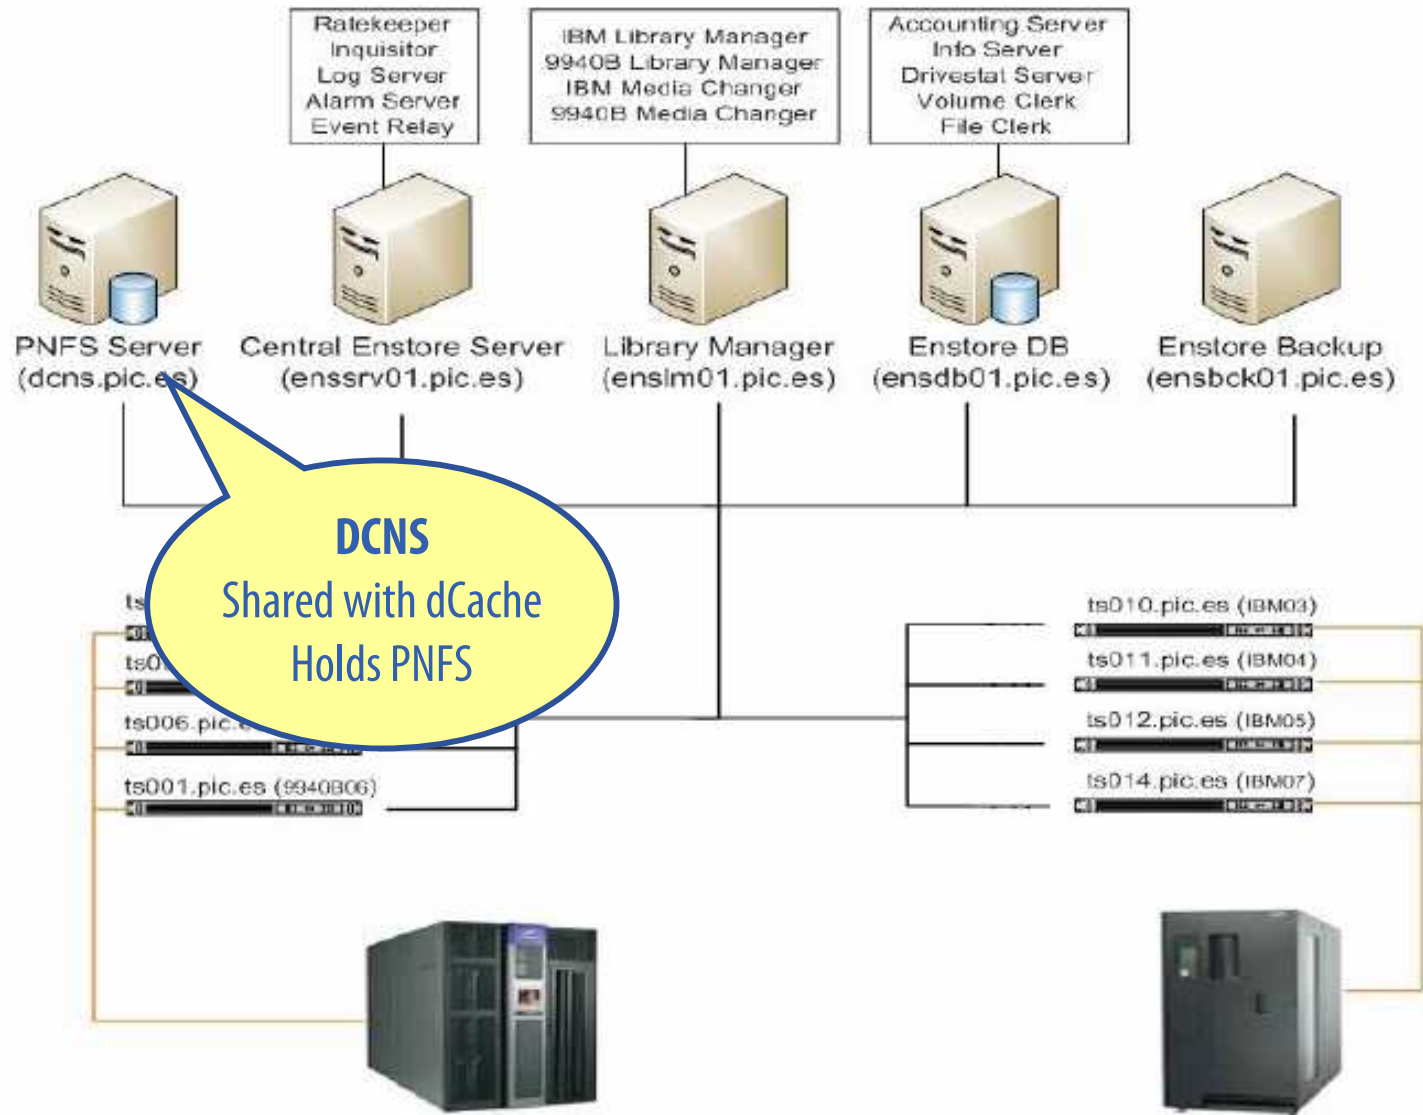 Ratekeeper
Inquisitor
Log Server
Alarm Server
Event Relay
IBM Library Manager
9940B Library Manager
IBM Media Changer
9940B Media Changer
Accounting Server
Info Server
Drivestat Server
Volume Clerk
File Clerk
PNFS Server
(dcns.pic.es)
Central Enstore Server
(enssrv01.pic.es)
Library Manager
(enslm01.pic.es)
Enstore DB
(ensdb01.pic.es)
Enstore Backup
(ensbck01.pic.es)
DCNS
Shared with dCache
Holds PNFS
ts006.pic.
ts001.pic.es (9940B06)
ts010.pic.es (IBM03)
ts011.pic.es (IBM04)
ts012.pic.es (IBM05)
ts014.pic.es (IBM07)